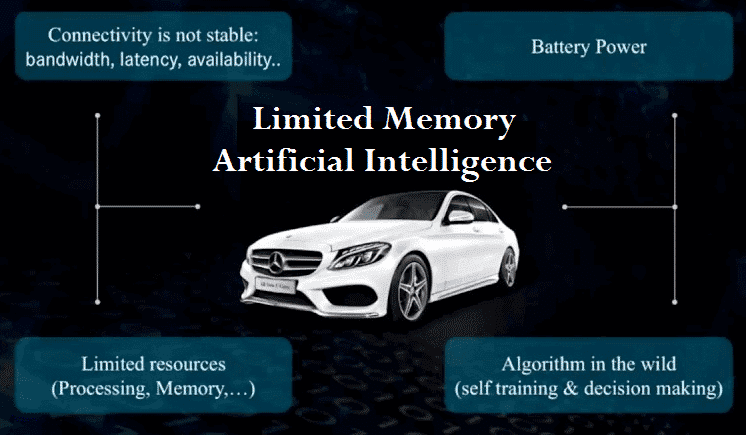 Connectivity is not stable:
bandwidth, latency, availability..
Battery Power
Limited Memory
Artificial Intelligence
Limited resources
(Processing, Memory,…)
Algorithm in the wild
(self training & decision making)